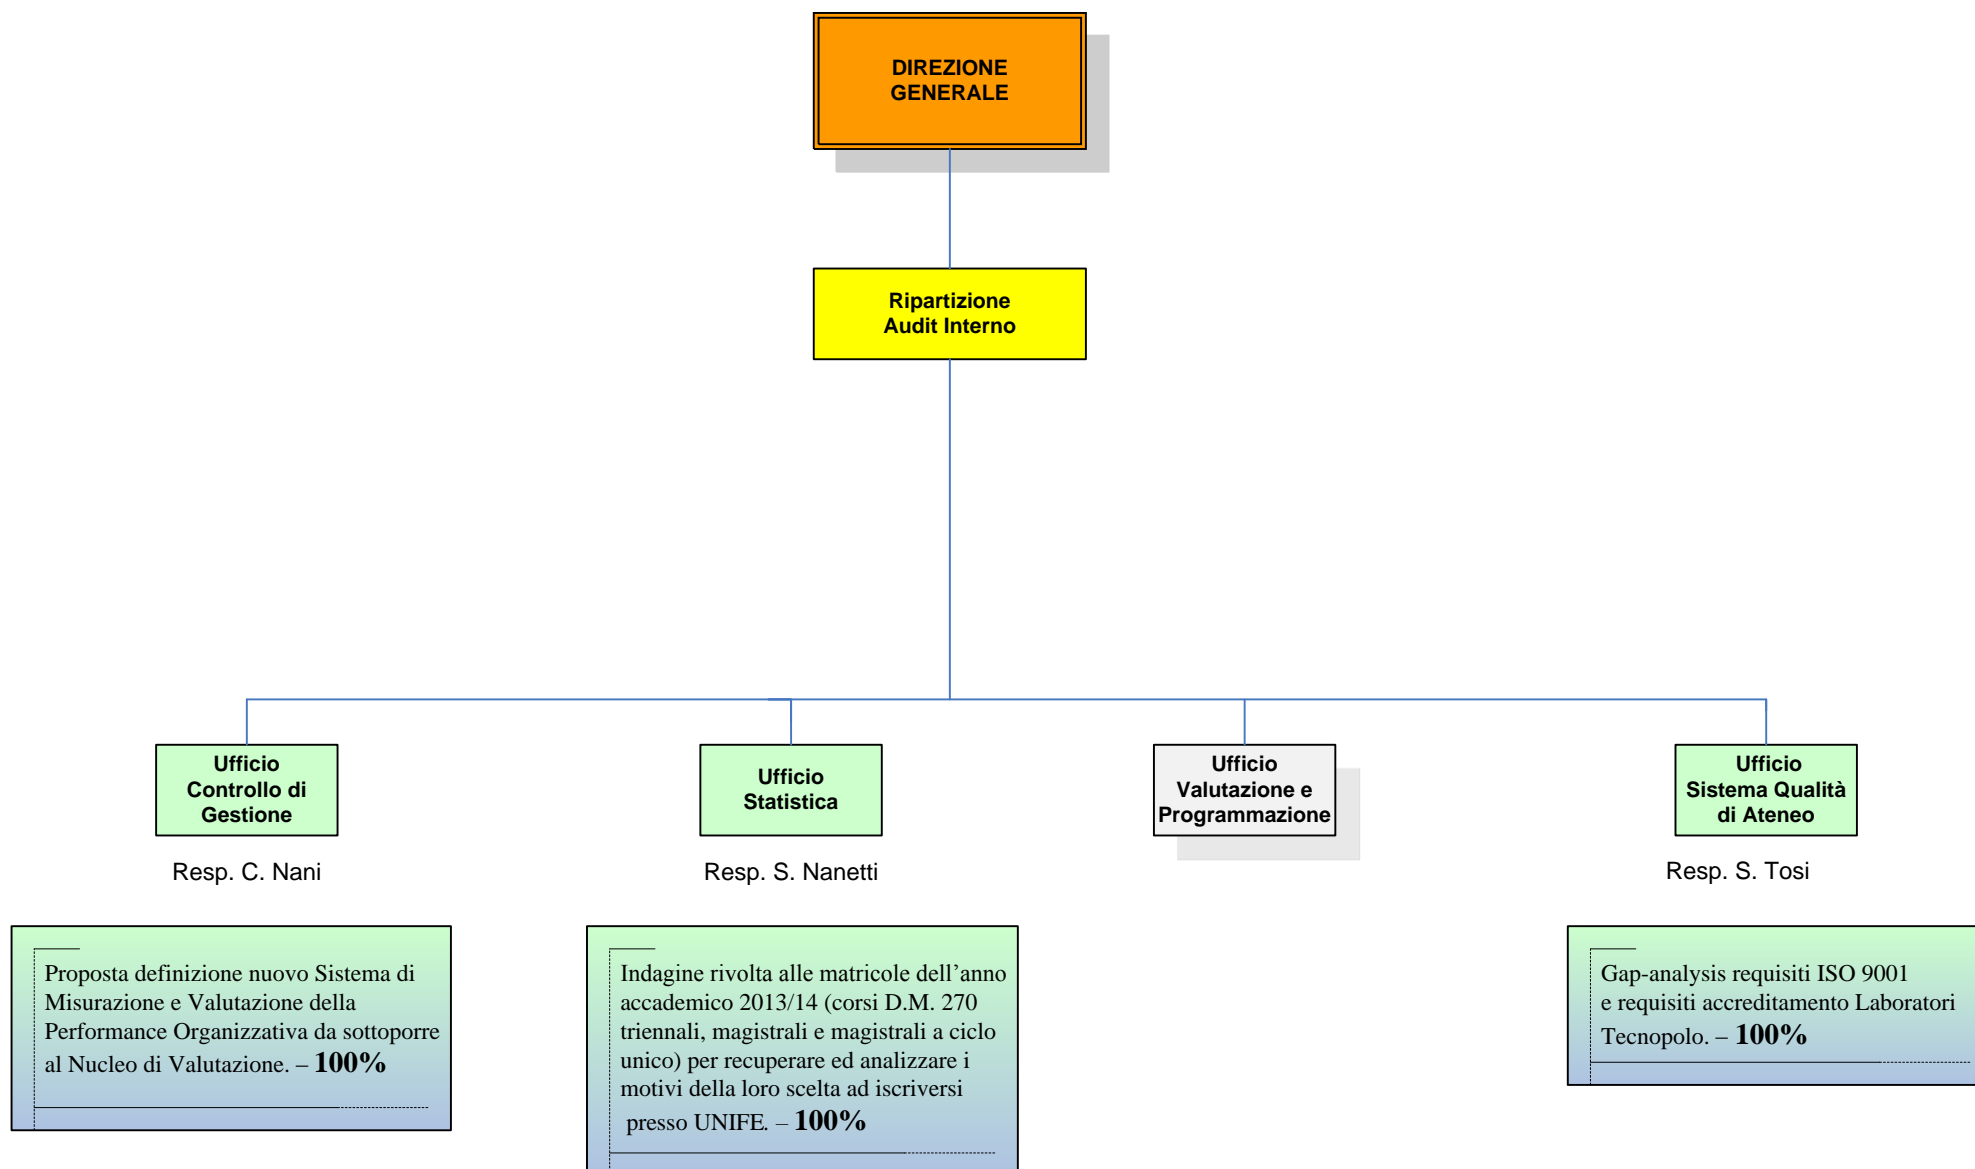 DIREZIONE
GENERALE
Ripartizione
Audit Interno
Ufficio
Controllo di
Gestione
Resp. C. Nani
Proposta definizione nuovo Sistema di
Misurazione e Valutazione della
Performance Organizzativa da sottoporre
al Nucleo di Valutazione. – 100%
Ufficio
Statistica
Resp. S. Nanetti
Indagine rivolta alle matricole dell’anno
accademico 2013/14 (corsi D.M. 270
triennali, magistrali e magistrali a ciclo
unico) per recuperare ed analizzare i
motivi della loro scelta ad iscriversi
presso UNIFE. – 100%
Ufficio
Valutazione e
Programmazione
Ufficio
Sistema Qualità
di Ateneo
Resp. S. Tosi
Gap-analysis requisiti ISO 9001
e requisiti accreditamento Laboratori
Tecnopolo. – 100%